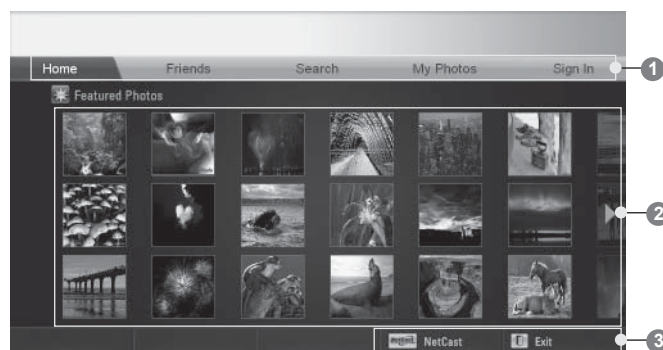 Home Friends Search My Photos Sign In
1
Featured Photos
2
NetCast Exit
3